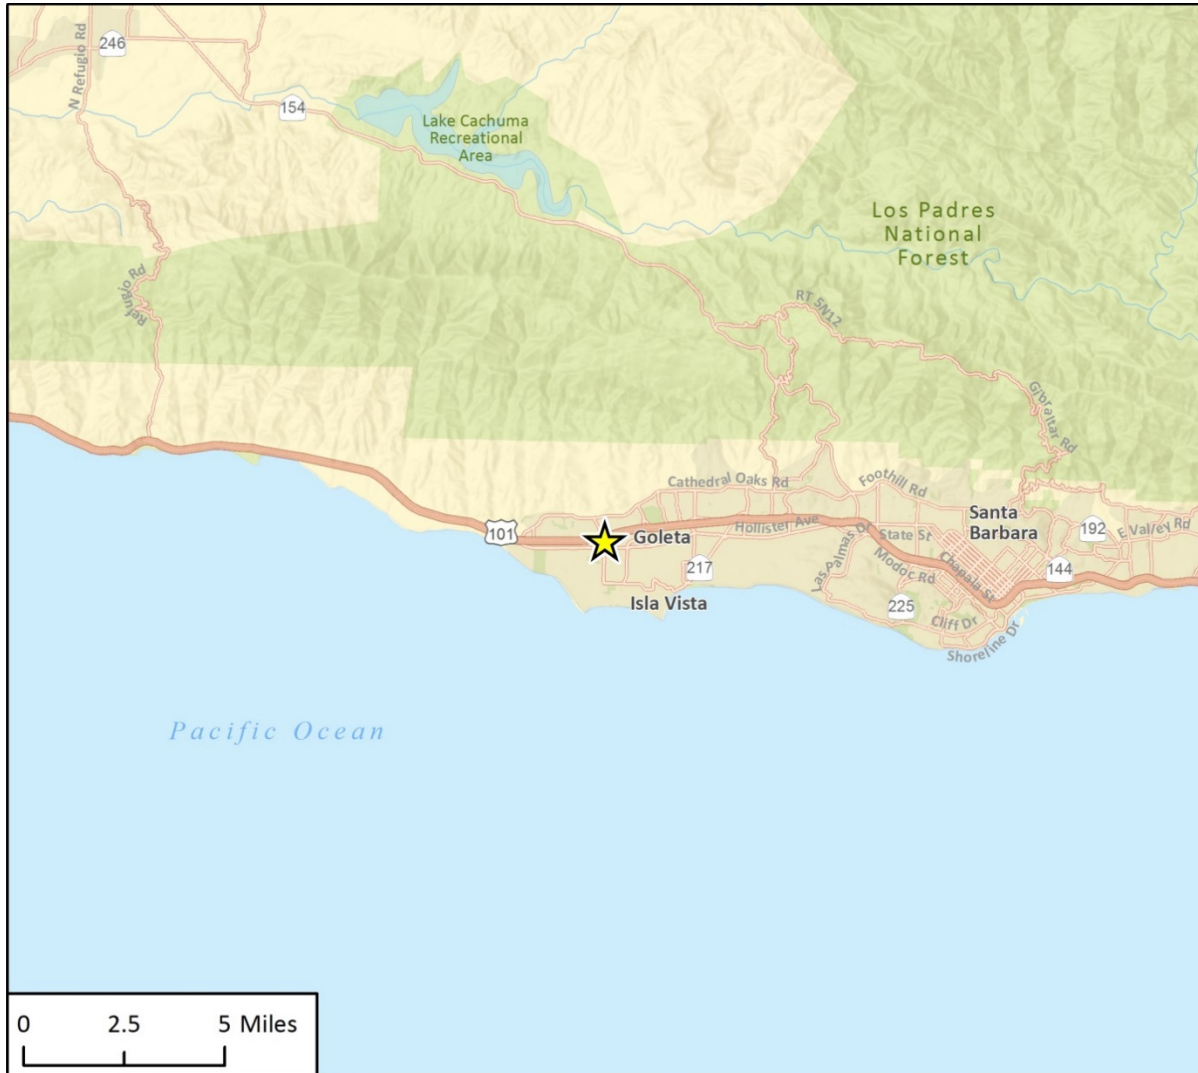 246
N Refugio Rd
154
Lake Cachuma
Recreational
Area
Los Padres
National
Forest
Refugio Rd
Refugio Rd
RT 5N12
Gibraltar Rd
Cathedral Oaks Rd
Foothill Rd
Santa
Barbara
192
E Valley Rd
101
Goleta
Hollister Ave
State St
Las Palmas Dr
Modoc Rd
Chapala St
217
144
Isla Vista
225
Cliff Dr
Shoreline Dr
Pacific Ocean
0 2.5 5 Miles